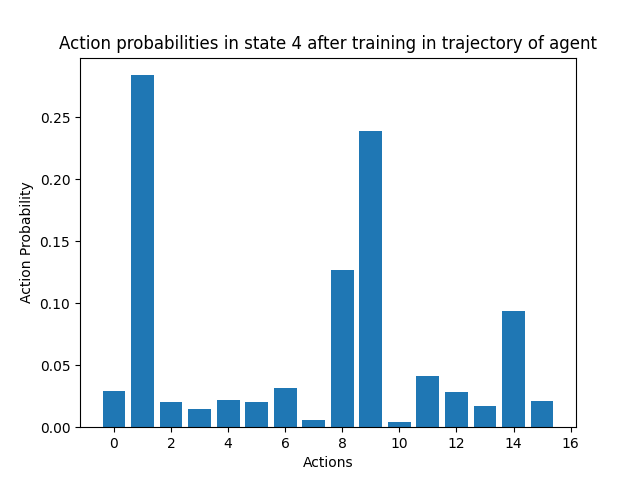 Action probabilities in state 4 after training in trajectory of agent
0.25
0.20
0.15
0.10
0.05
0.00
Action Probability
0 2 4 6 8 10 12 14 16
Actions